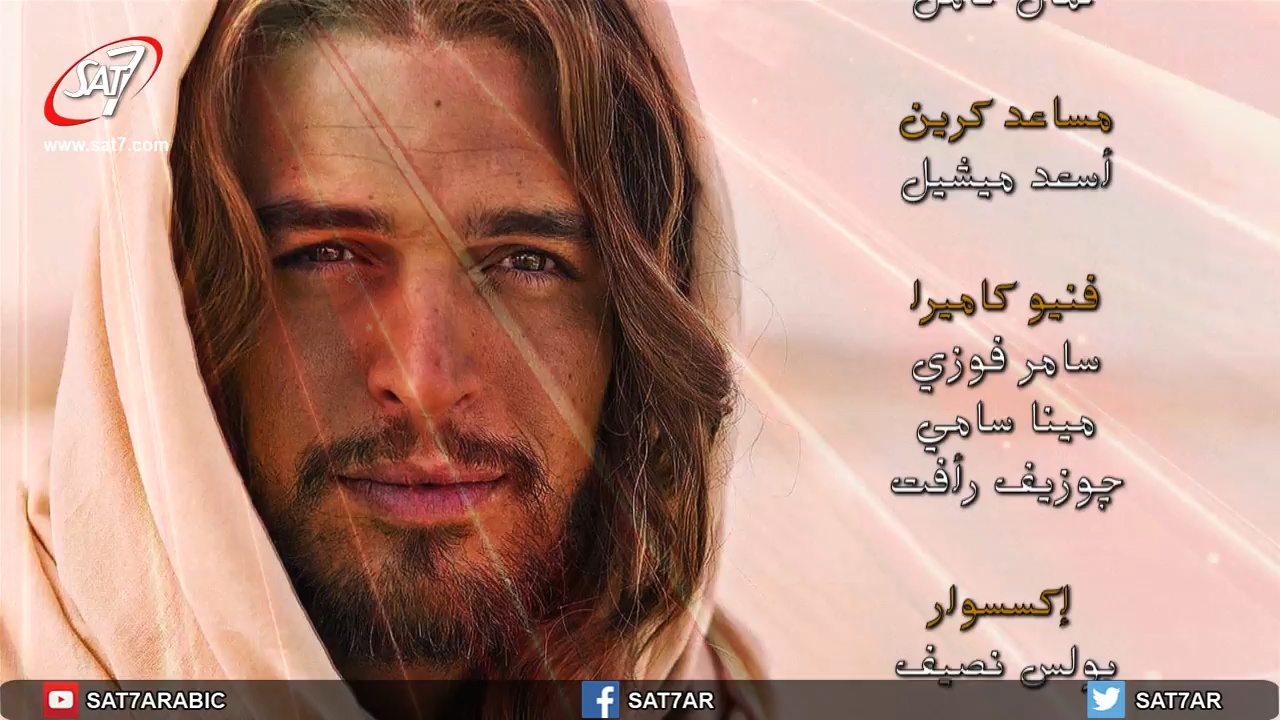 SAT7
www.sat7.com
مساعد كرين
أسعد ميشيل
فنيو كاميرا
سامر فوزي
مينا سامي
چوزيف رأفت
إكسسوار
بولس نصيف
SAT7ARABIC
SAT7AR
SAT7AR